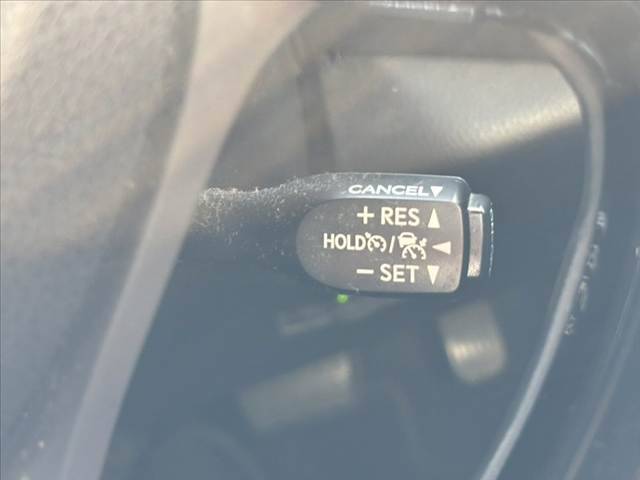 CANCEL▼
+ RES ▲
HOLD / ◀
− SET ▼